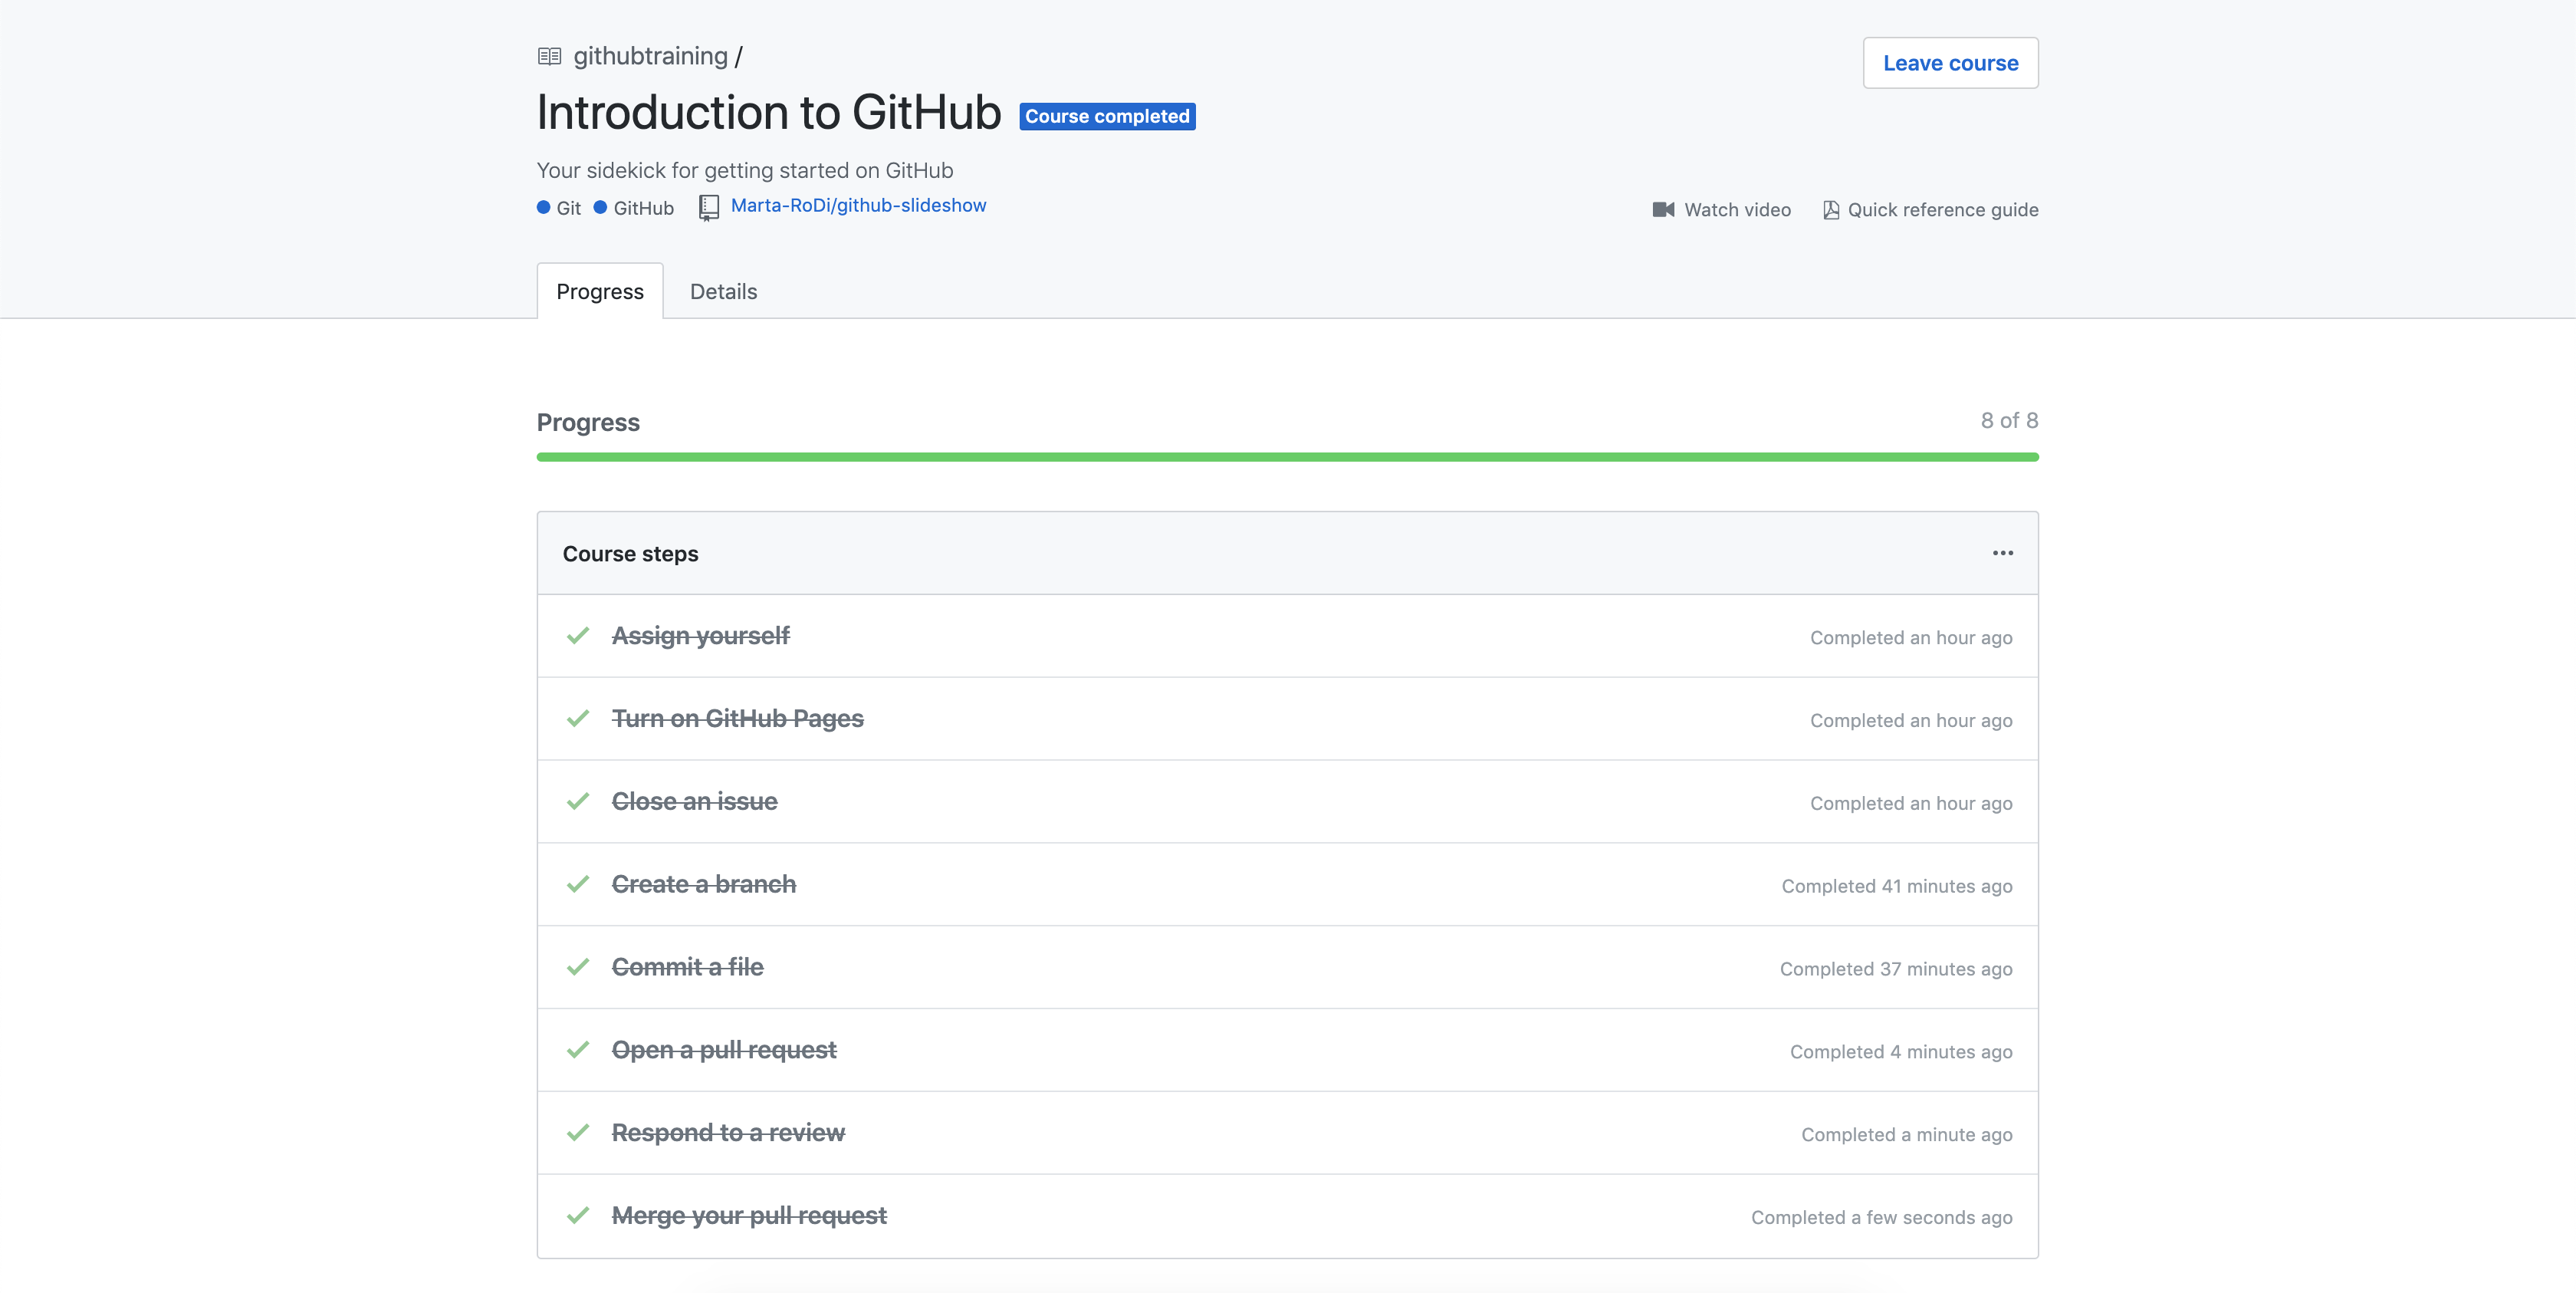 githubtraining /
Leave course
Introduction to GitHub Course completed
Your sidekick for getting started on GitHub
Git GitHub Marta-RoDi/github-slideshow
Watch video Quick reference guide
Progress Details
Progress 8 of 8
Course steps
Assign yourself Completed an hour ago
Turn on GitHub Pages Completed an hour ago
Close an issue Completed an hour ago
Create a branch Completed 41 minutes ago
Commit a file Completed 37 minutes ago
Open a pull request Completed 4 minutes ago
Respond to a review Completed a minute ago
Merge your pull request Completed a few seconds ago